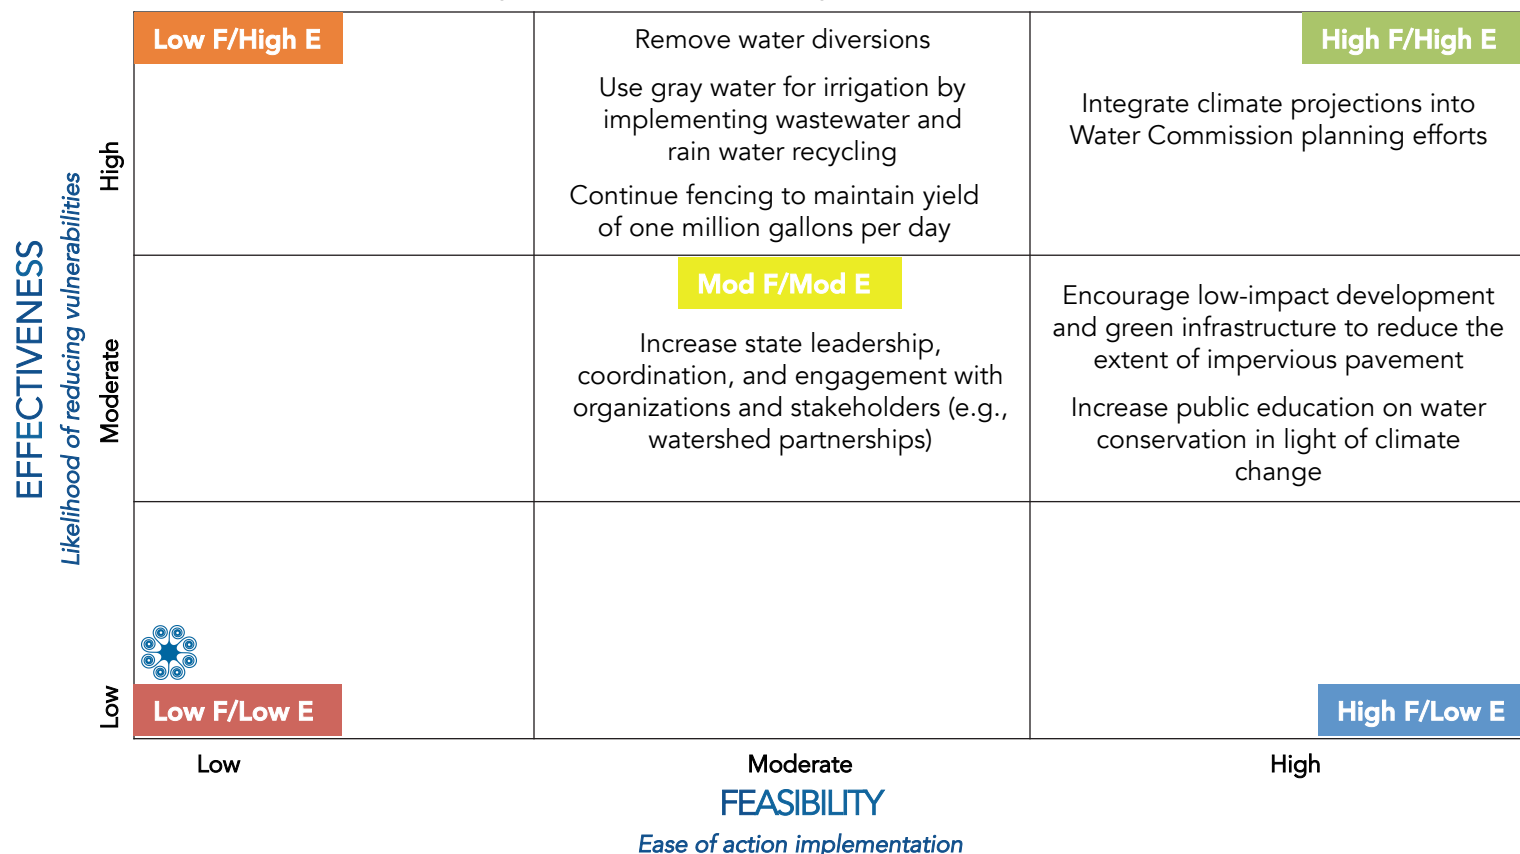 Low F/High E
Remove water diversions
Use gray water for irrigation by
implementing wastewater and
rain water recycling
Continue fencing to maintain yield
of one million gallons per day
High F/High E
Integrate climate projections into
Water Commission planning efforts
Mod F/Mod E
Increase state leadership,
coordination, and engagement with
organizations and stakeholders (e.g.,
watershed partnerships)
Encourage low-impact development
and green infrastructure to reduce the
extent of impervious pavement
Increase public education on water
conservation in light of climate
change
Low F/Low E
High F/Low E
EFFECTIVENESS
Likelihood of reducing vulnerabilities
High
Moderate
Low
Low
Moderate
High
FEASIBILITY
Ease of action implementation